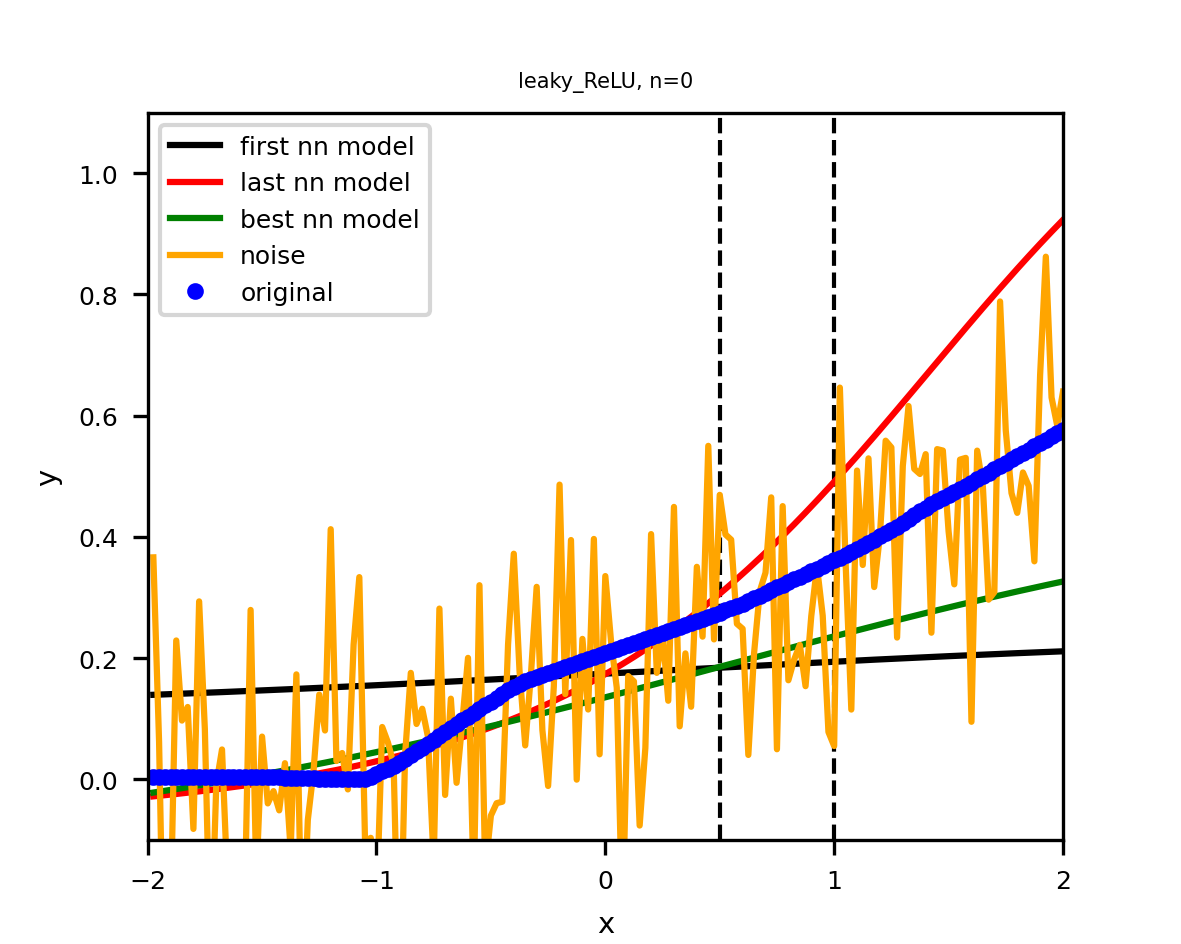 leaky_ReLU, n=0
first nn model
last nn model
best nn model
noise
original
1.0
0.8
0.6
0.4
0.2
0.0
y
−2 −1 0 1 2
x